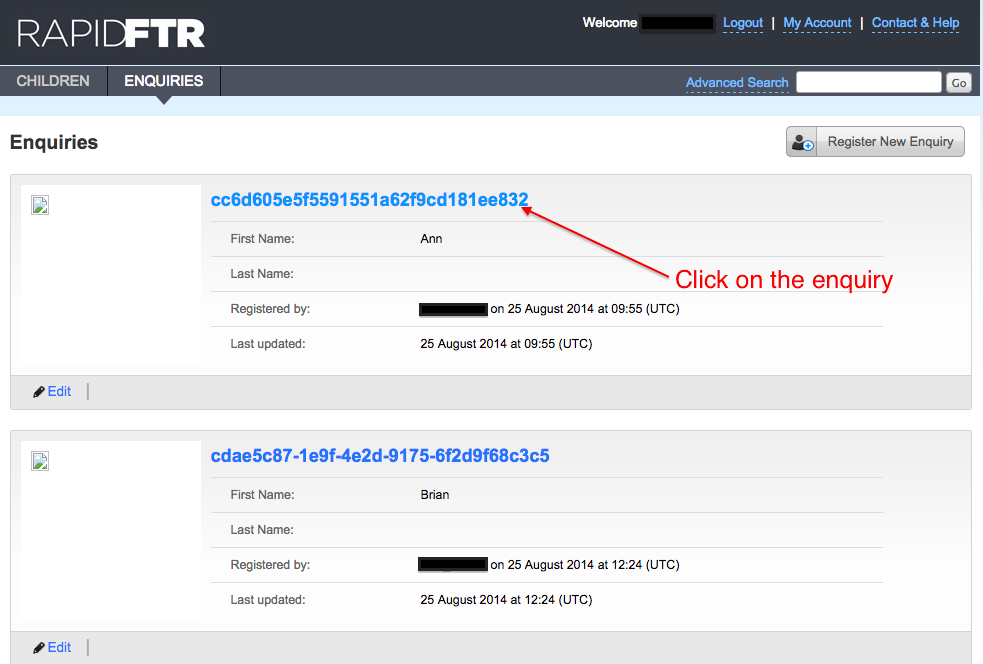 RAPIDFTR
Welcome Logout | My Account | Contact & Help
CHILDREN ENQUIRIES Advanced Search Go
Enquiries Register New Enquiry
cc6d605e5f5591551a62f9cd181ee832
First Name: Ann
Last Name:
Click on the enquiry
Registered by: on 25 August 2014 at 09:55 (UTC)
Last updated: 25 August 2014 at 09:55 (UTC)
Edit |
cdae5c87-1e9f-4e2d-9175-6f2d9f68c3c5
First Name: Brian
Last Name:
Registered by: on 25 August 2014 at 12:24 (UTC)
Last updated: 25 August 2014 at 12:24 (UTC)
Edit |